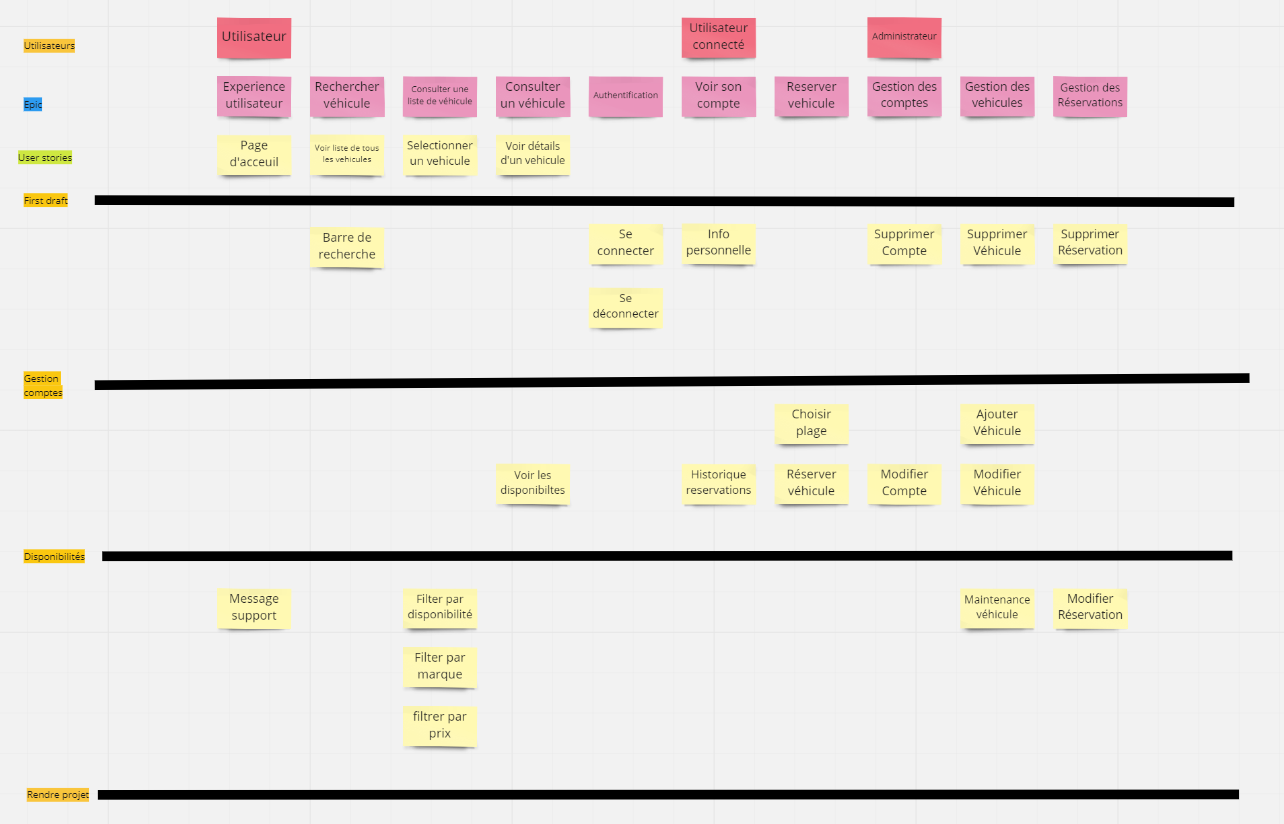 Utilisateurs
Utilisateur
Utilisateur
connecté
Administrateur
Epic
Experience
utilisateur
Rechercher
véhicule
Consulter une
liste de véhicule
Consulter
un véhicule
Authentification
Voir son
compte
Reserver
vehicule
Gestion des
comptes
Gestion des
vehicules
Gestion des
Réservations
User stories
Page
d'acceuil
Voir liste de tous
les vehicules
Selectionner
un vehicule
Voir détails
d'un vehicule
First draft
Barre de
recherche
Se
connecter
Info
personnelle
Supprimer
Compte
Supprimer
Véhicule
Supprimer
Réservation
Se
déconnecter
Gestion
comptes
Choisir
plage
Ajouter
Véhicule
Voir les
disponibiltes
Historique
reservations
Réserver
véhicule
Modifier
Compte
Modifier
Véhicule
Disponibilités
Message
support
Filter par
disponibilité
Maintenance
véhicule
Modifier
Réservation
Filter par
marque
filtrer par
prix
Rendre projet